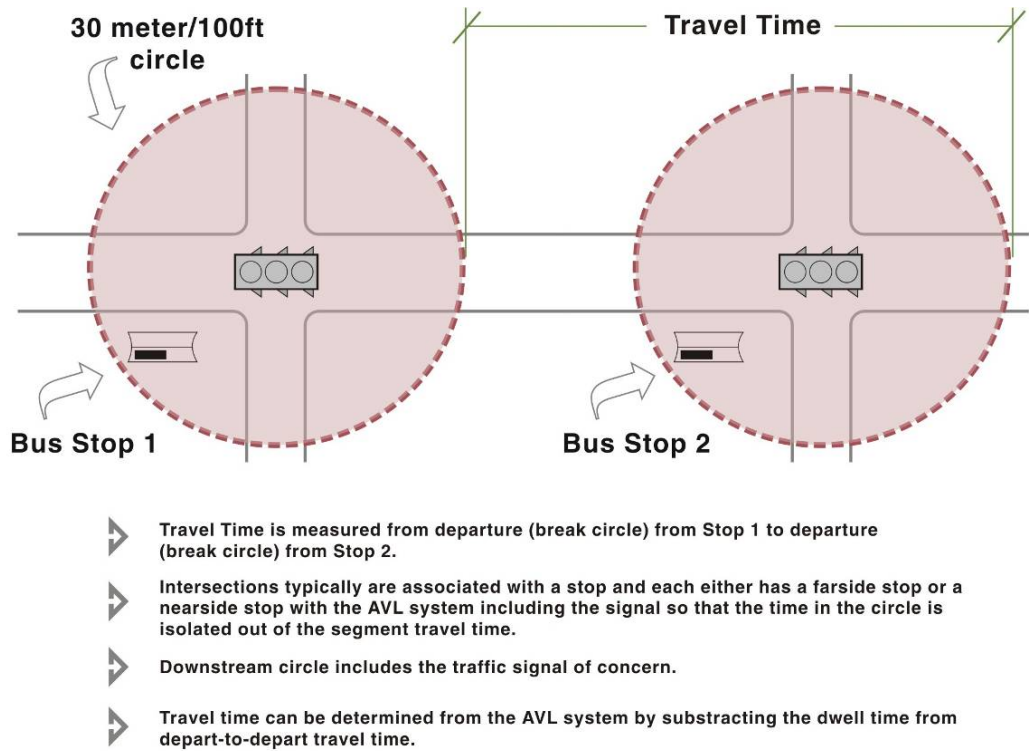 30 meter/100ft
circle
Travel Time
Bus Stop 1
Bus Stop 2
Travel Time is measured from departure (break circle) from Stop 1 to departure
(break circle) from Stop 2.
Intersections typically are associated with a stop and each either has a farside stop or a
nearside stop with the AVL system including the signal so that the time in the circle is
isolated out of the segment travel time.
Downstream circle includes the traffic signal of concern.
Travel time can be determined from the AVL system by substracting the dwell time from
depart-to-depart travel time.